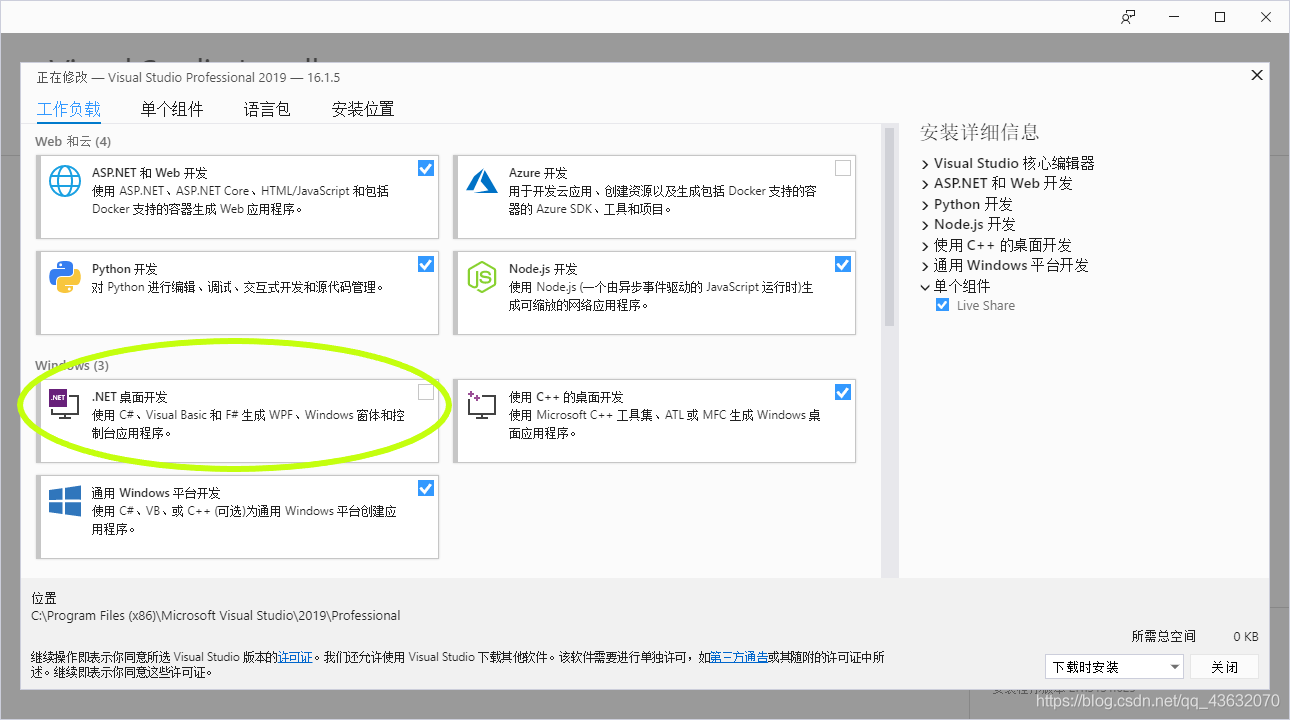 正在修改 — Visual Studio Professional 2019 — 16.1.5
工作负载 单个组件 语言包 安装位置
Web 和云 (4)
ASP.NET 和 Web 开发
使用 ASP.NET、ASP.NET Core、HTML/JavaScript 和包括
Docker 支持的容器生成 Web 应用程序。
Azure 开发
用于开发云应用、创建资源以及生成包括 Docker 支持的容
器的 Azure SDK、工具和项目。
Python 开发
对 Python 进行编辑、调试、交互式开发和源代码管理。
Node.js 开发
使用 Node.js (一个由异步事件驱动的 JavaScript 运行时)生
成可缩放的网络应用程序。
Windows (3)
.NET
.NET 桌面开发
使用 C#、Visual Basic 和 F# 生成 WPF、Windows 窗体和控
制台应用程序。
使用 C++ 的桌面开发
使用 Microsoft C++ 工具集、ATL 或 MFC 生成 Windows 桌
面应用程序。
通用 Windows 平台开发
使用 C#、VB、或 C++ (可选)为通用 Windows 平台创建应
用程序。
安装详细信息
Visual Studio 核心编辑器
ASP.NET 和 Web 开发
Python 开发
Node.js 开发
使用 C++ 的桌面开发
通用 Windows 平台开发
单个组件
Live Share
位置
C:\Program Files (x86)\Microsoft Visual Studio\2019\Professional
所需总空间 0 KB
继续操作即表示你同意所选 Visual Studio 版本的许可证。我们还允许使用 Visual Studio 下载其他软件。该软件需要进行单独许可，如第三方通告或其随附的许可证中所
述。继续即表示你同意这些许可证。
下载时安装 关闭
https://blog.csdn.net/qq_43632070